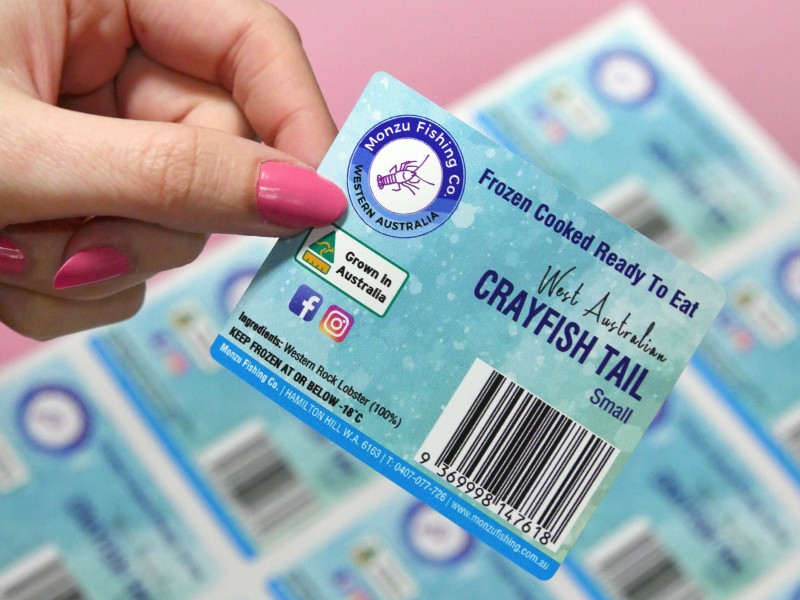 Monzu Fishing Co.
WESTERN AUSTRALIA
Grown in
Australia
Frozen Cooked Ready To Eat
West Australian
CRAYFISH TAIL
Small
Ingredients: Western Rock Lobster (100%)
KEEP FROZEN AT OR BELOW -18°C
Monzu Fishing Co. | HAMILTON HILL W.A. 6163 | T: 0407-077-726 | www.monzufishing.com.au
9 369998 147618